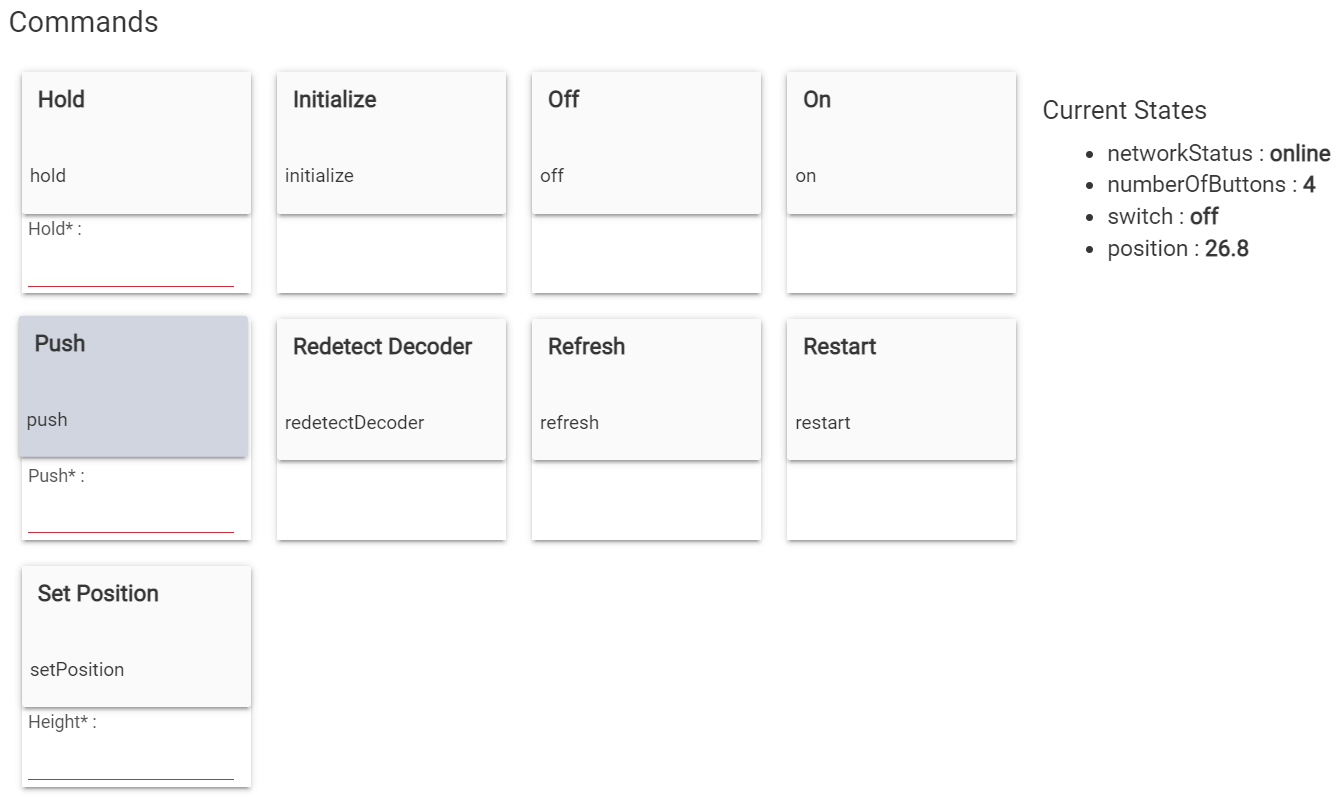 Commands
Hold
hold
Hold* :
Initialize
initialize
Off
off
On
on
Push
push
Push* :
Redetect Decoder
redetectDecoder
Refresh
refresh
Restart
restart
Set Position
setPosition
Height* :
Current States
networkStatus : online
numberOfButtons : 4
switch : off
position : 26.8